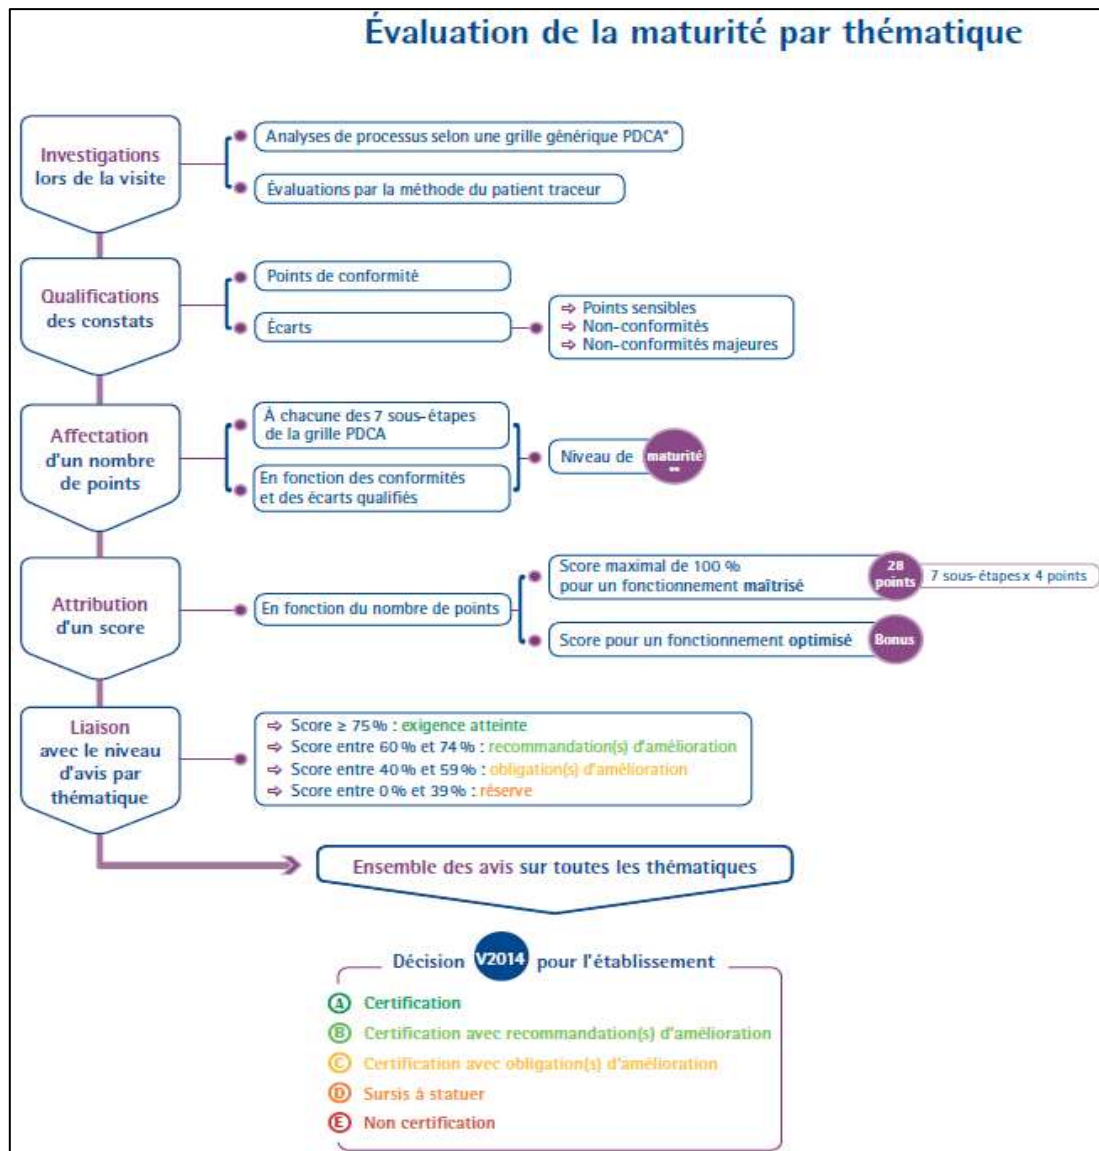 Évaluation de la maturité par thématique
Investigations
lors de la visite
Analyses de processus selon une grille générique PDCA*
Évaluations par la méthode du patient traceur
Qualifications
des constats
Points de conformité
Écarts
⇨ Points sensibles
⇨ Non-conformités
⇨ Non-conformités majeures
Affectation
d'un nombre
de points
À chacune des 7 sous-étapes
de la grille PDCA
En fonction des conformités
et des écarts qualifiés
Niveau de
maturité
**
Attribution
d'un score
En fonction du nombre de points
Score maximal de 100 %
pour un fonctionnement maîtrisé
28
points
7 sous-étapes x 4 points
Score pour un fonctionnement optimisé
Bonus
Liaison
avec le niveau
d'avis par
thématique
⇨ Score ≥ 75 % : exigence atteinte
⇨ Score entre 60 % et 74 % : recommandation(s) d'amélioration
⇨ Score entre 40 % et 59 % : obligation(s) d'amélioration
⇨ Score entre 0 % et 39 % : réserve
Ensemble des avis sur toutes les thématiques
Décision V2014 pour l'établissement
A Certification
B Certification avec recommandation(s) d'amélioration
C Certification avec obligation(s) d'amélioration
D Sursis à statuer
E Non certification